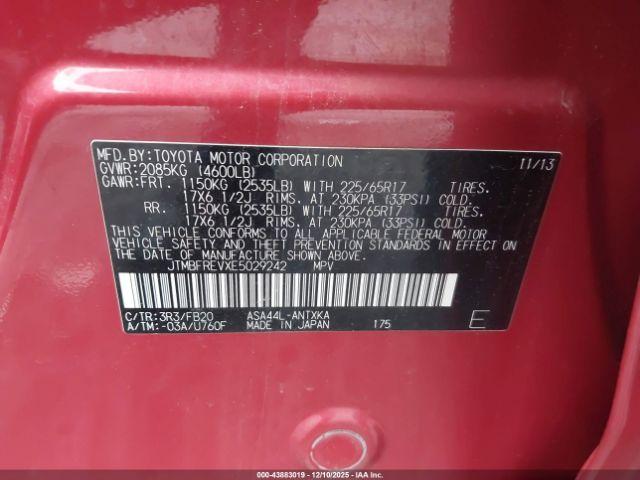 MFD.BY:TOYOTA MOTOR CORPORATION 11/13
GVWR:2085KG (4600LB)
GAWR:FRT. 1150KG (2535LB) WITH 225/65R17 TIRES.
17X6 1/2J RIMS. AT 230KPA (33PSI) COLD.
RR. 1150KG (2535LB) WITH 225/65R17 TIRES.
17X6 1/2J RIMS. AT 230KPA (33PSI) COLD.
THIS VEHICLE CONFORMS TO ALL APPLICABLE FEDERAL MOTOR
VEHICLE SAFETY AND THEFT PREVENTION STANDARDS IN EFFECT ON
THE DATE OF MANUFACTURE SHOWN ABOVE.
JTMBFREVXE5029242 MPV
C/TR:3R3/FB20 ASA44L-ANTXKA
A/TM:-03A/U760F MADE IN JAPAN 175 E
000-43883019 - 12/10/2025 - IAAI.COM